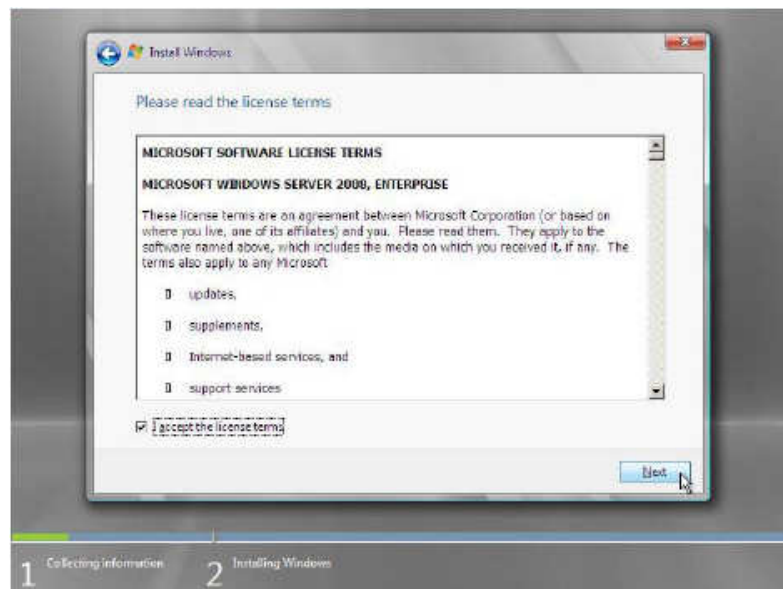 Install Windows
Please read the license terms
MICROSOFT SOFTWARE LICENSE TERMS
MICROSOFT WINDOWS SERVER 2008, ENTERPRISE
These license terms are an agreement between Microsoft Corporation (or based on
where you live, one of its affiliates) and you. Please read them. They apply to the
software named above, which includes the media on which you received it, if any. The
terms also apply to any Microsoft
updates,
supplements,
Internet-based services, and
support services
I accept the license terms
Next
1 Collecting information 2 Installing Windows